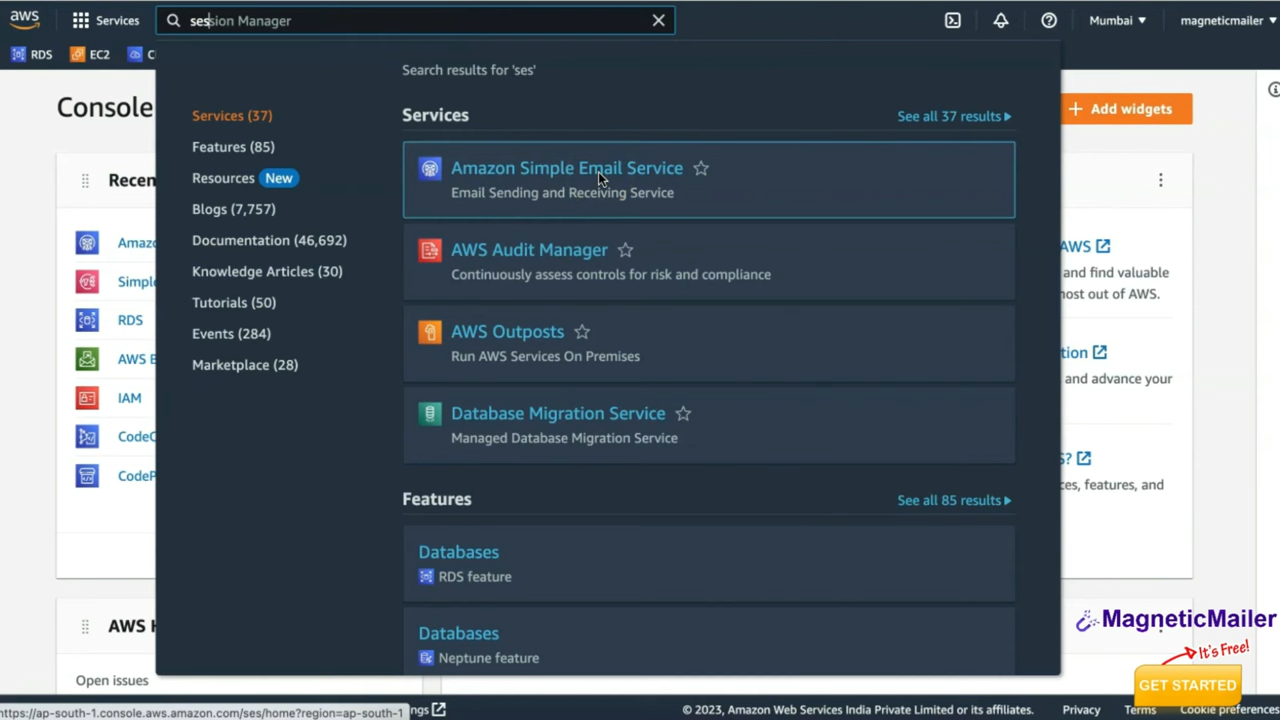 aws
Services
session Manager
Mumbai
magneticmailer
RDS
EC2
Search results for 'ses'
Console
Add widgets
Services (37)
Features (85)
Resources New
Blogs (7,757)
Documentation (46,692)
Knowledge Articles (30)
Tutorials (50)
Events (284)
Marketplace (28)
Services
See all 37 results
Amazon Simple Email Service
Email Sending and Receiving Service
AWS Audit Manager
Continuously assess controls for risk and compliance
AWS Outposts
Run AWS Services On Premises
Database Migration Service
Managed Database Migration Service
Features
See all 85 results
Databases
RDS feature
Databases
Neptune feature
Recen
Amazo
Simple
RDS
AWS B
IAM
CodeC
CodeP
AWS
and find valuable
most out of AWS.
tion
and advance your
S?
ces, features, and
AWS H
Open issues
MagneticMailer
It's Free!
GET STARTED
https://ap-south-1.console.aws.amazon.com/ses/home?region=ap-south-1
ngs
© 2023, Amazon Web Services India Private Limited or its affiliates.
Privacy
Terms
Cookie preferences